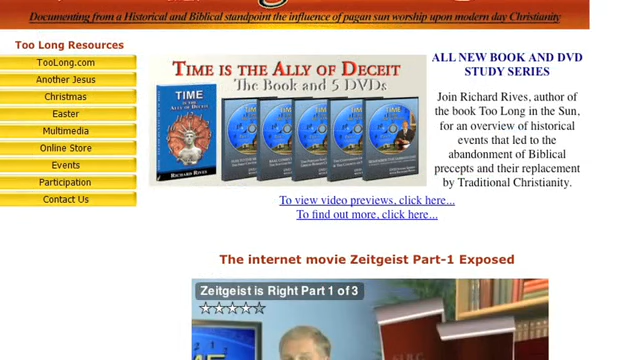 Documenting from a Historical and Biblical standpoint the influence of pagan sun worship upon modern day Christianity
Too Long Resources
TooLong.com
Another Jesus
Christmas
Easter
Multimedia
Online Store
Events
Participation
Contact Us
TIME IS THE ALLY OF DECEIT
The Book and 5 DVDs
TIME
IS THE
ALLY OF DECEIT
RICHARD RIVES
TIME
TIME
TIME
TIME
TIME
ALL NEW BOOK AND DVD
STUDY SERIES
Join Richard Rives, author of
the book Too Long in the Sun,
for an overview of historical
events that led to the
abandonment of Biblical
precepts and their replacement
by Traditional Christianity.
To view video previews, click here...
To find out more, click here...
The internet movie Zeitgeist Part-1 Exposed
Zeitgeist is Right Part 1 of 3